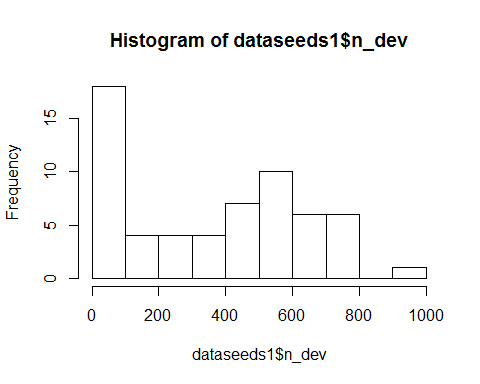 Histogram of dataseeds1$n_dev
Frequency
15
10
5
0
0 200 400 600 800 1000
dataseeds1$n_dev